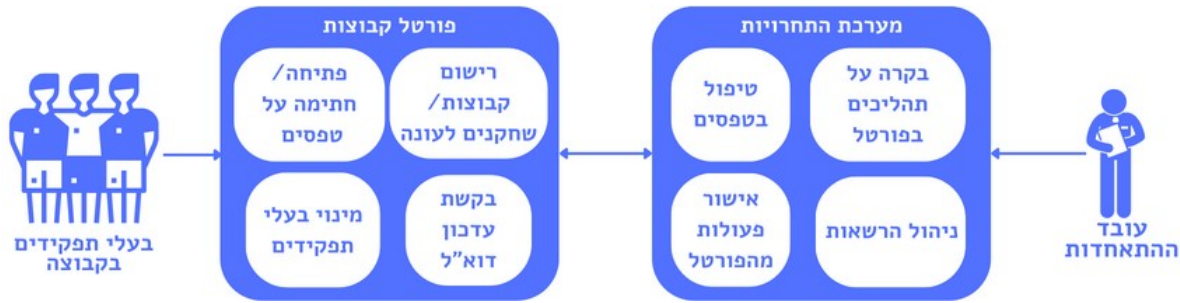 מערכת התחרויות
בקרה על
תהליכים
בפורטל
טיפול
בטפסים
ניהול הרשאות
אישור
פעולות
מהפורטל
עובד
ההתאחדות
פורטל קבוצות
רישום
קבוצות/
שחקנים לעונה
פתיחה/
חתימה על
טפסים
בקשת
עדכון
דוא"ל
מינוי בעלי
תפקידים
בעלי תפקידים
בקבוצה